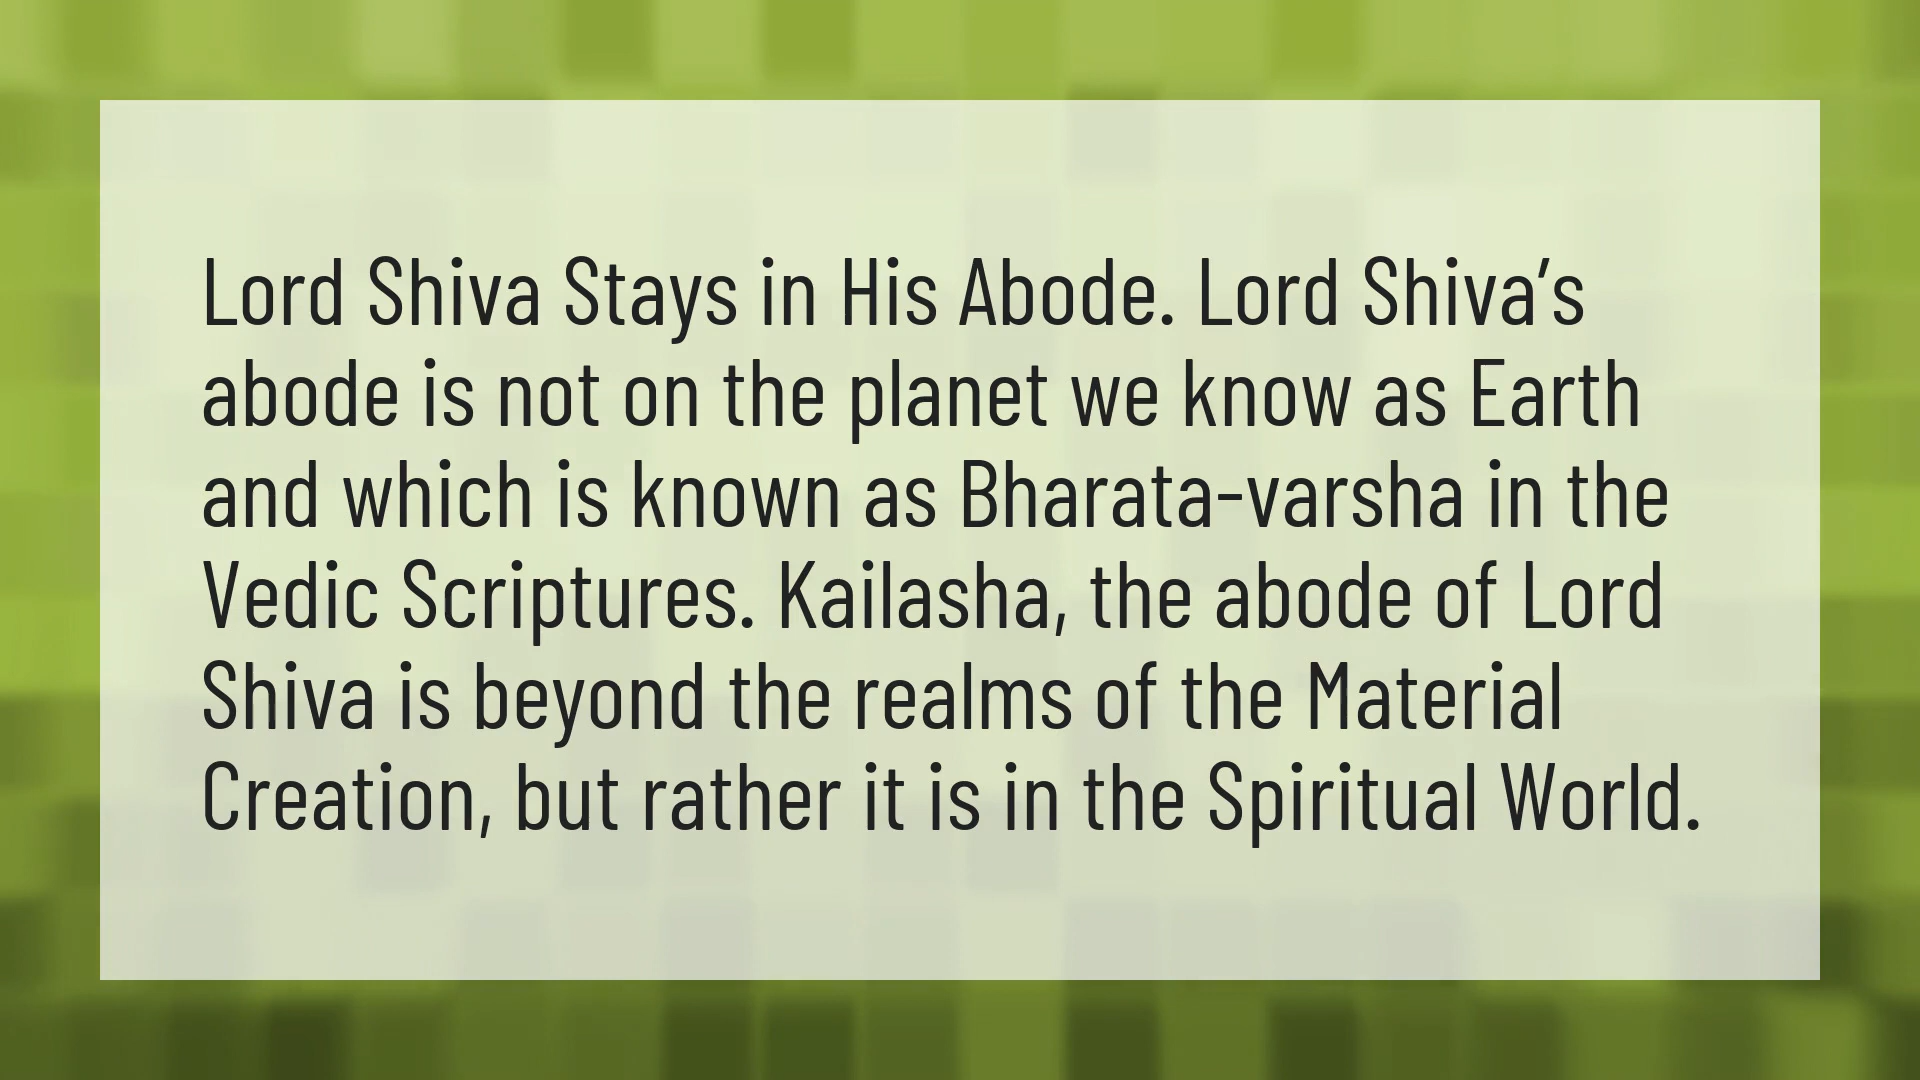 Lord Shiva Stays in His Abode. Lord Shiva’s
abode is not on the planet we know as Earth
and which is known as Bharata-varsha in the
Vedic Scriptures. Kailasha, the abode of Lord
Shiva is beyond the realms of the Material
Creation, but rather it is in the Spiritual World.